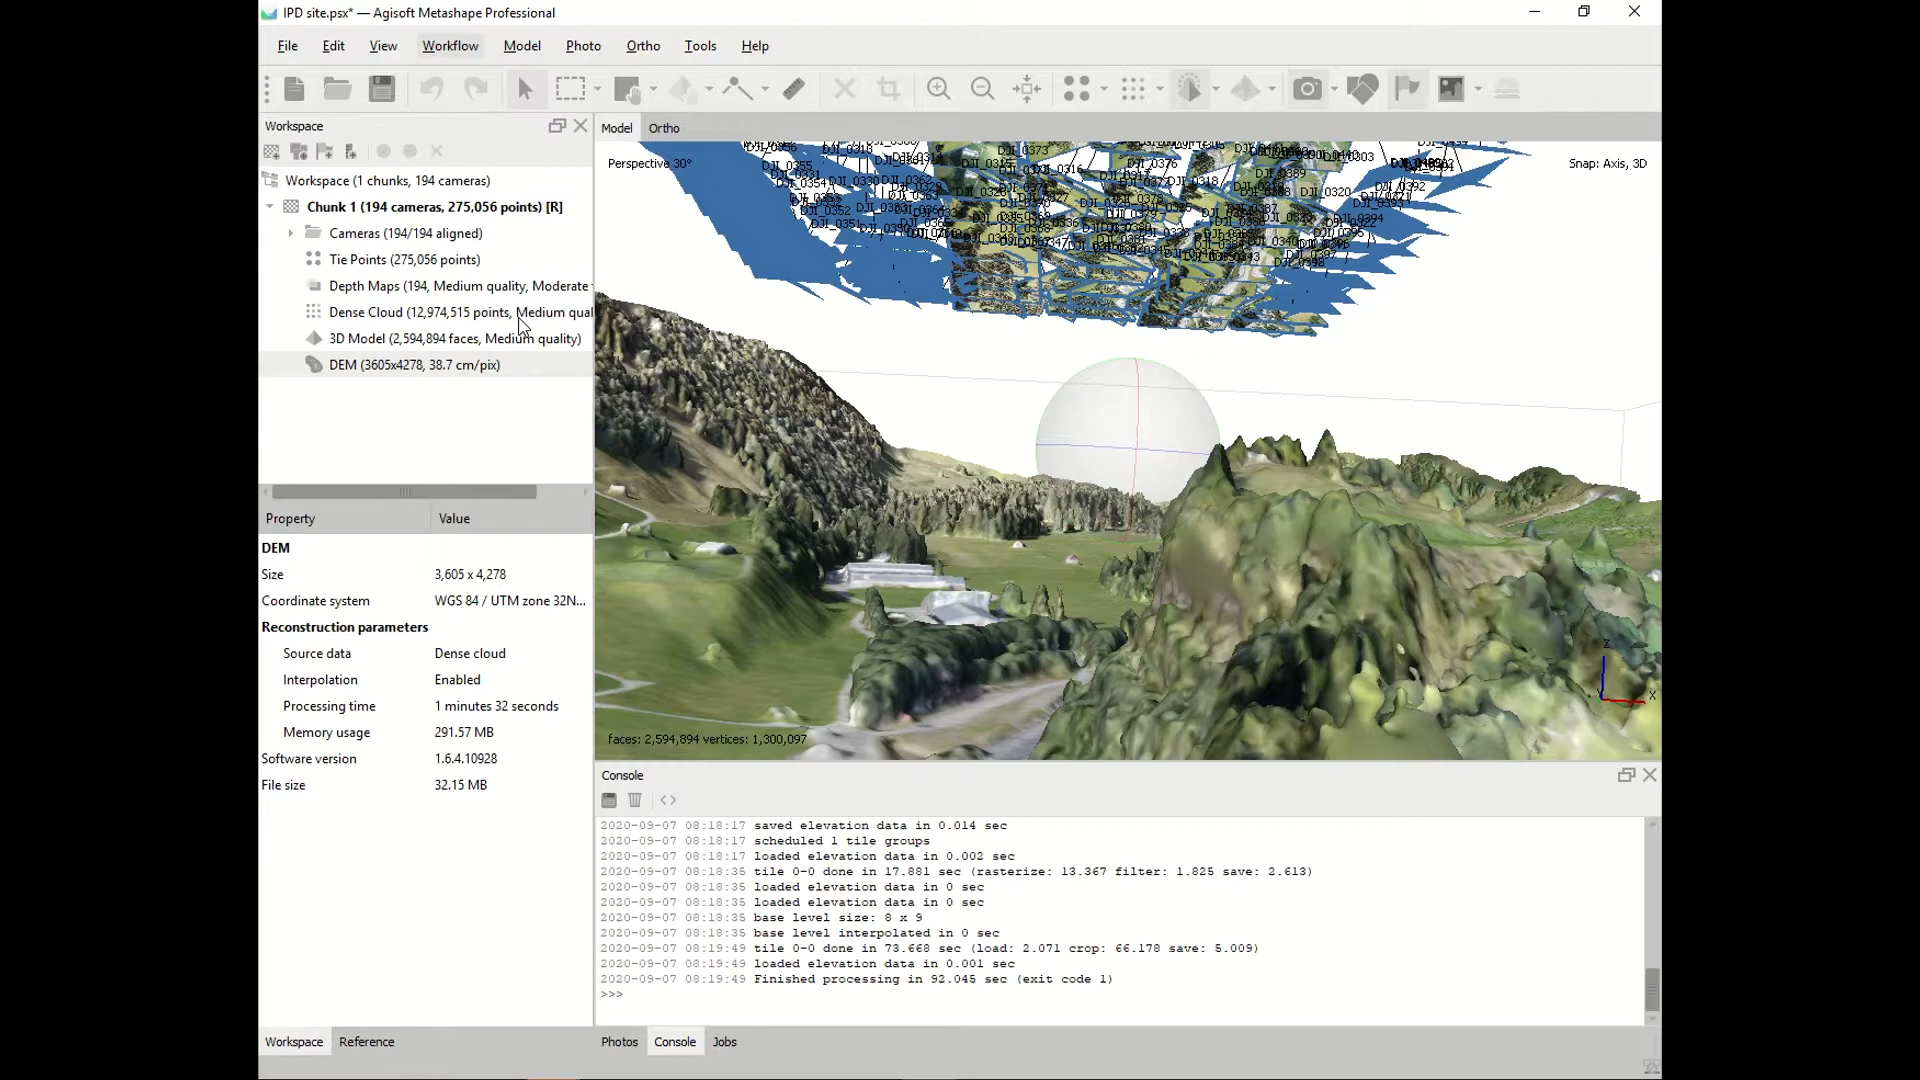 IPD site.psx* — Agisoft Metashape Professional
File Edit View Workflow Model Photo Ortho Tools Help
Workspace
Workspace (1 chunks, 194 cameras)
Chunk 1 (194 cameras, 275,056 points) [R]
Cameras (194/194 aligned)
Tie Points (275,056 points)
Depth Maps (194, Medium quality, Moderate
Dense Cloud (12,974,515 points, Medium qual
3D Model (2,594,894 faces, Medium quality)
DEM (3605x4278, 38.7 cm/pix)
Property Value
DEM
Size 3,605 x 4,278
Coordinate system WGS 84 / UTM zone 32N...
Reconstruction parameters
Source data Dense cloud
Interpolation Enabled
Processing time 1 minutes 32 seconds
Memory usage 291.57 MB
Software version 1.6.4.10928
File size 32.15 MB
Workspace Reference
Model Ortho
Perspective 30°
Snap: Axis, 3D
DJI_0373
DJI_0355
DJI_0376
DJI_0354
DJI_0330
DJI_0362
DJI_0389
DJI_0392
DJI_0320
DJI_0352
DJI_0394
Z
X
faces: 2,594,894 vertices: 1,300,097
Console
2020-09-07 08:18:17 saved elevation data in 0.014 sec
2020-09-07 08:18:17 scheduled 1 tile groups
2020-09-07 08:18:17 loaded elevation data in 0.002 sec
2020-09-07 08:18:35 tile 0-0 done in 17.881 sec (rasterize: 13.367 filter: 1.825 save: 2.613)
2020-09-07 08:18:35 loaded elevation data in 0 sec
2020-09-07 08:18:35 loaded elevation data in 0 sec
2020-09-07 08:18:35 base level size: 8 x 9
2020-09-07 08:18:35 base level interpolated in 0 sec
2020-09-07 08:19:49 tile 0-0 done in 73.668 sec (load: 2.071 crop: 66.178 save: 5.009)
2020-09-07 08:19:49 loaded elevation data in 0.001 sec
2020-09-07 08:19:49 Finished processing in 92.045 sec (exit code 1)
>>>
Photos Console Jobs